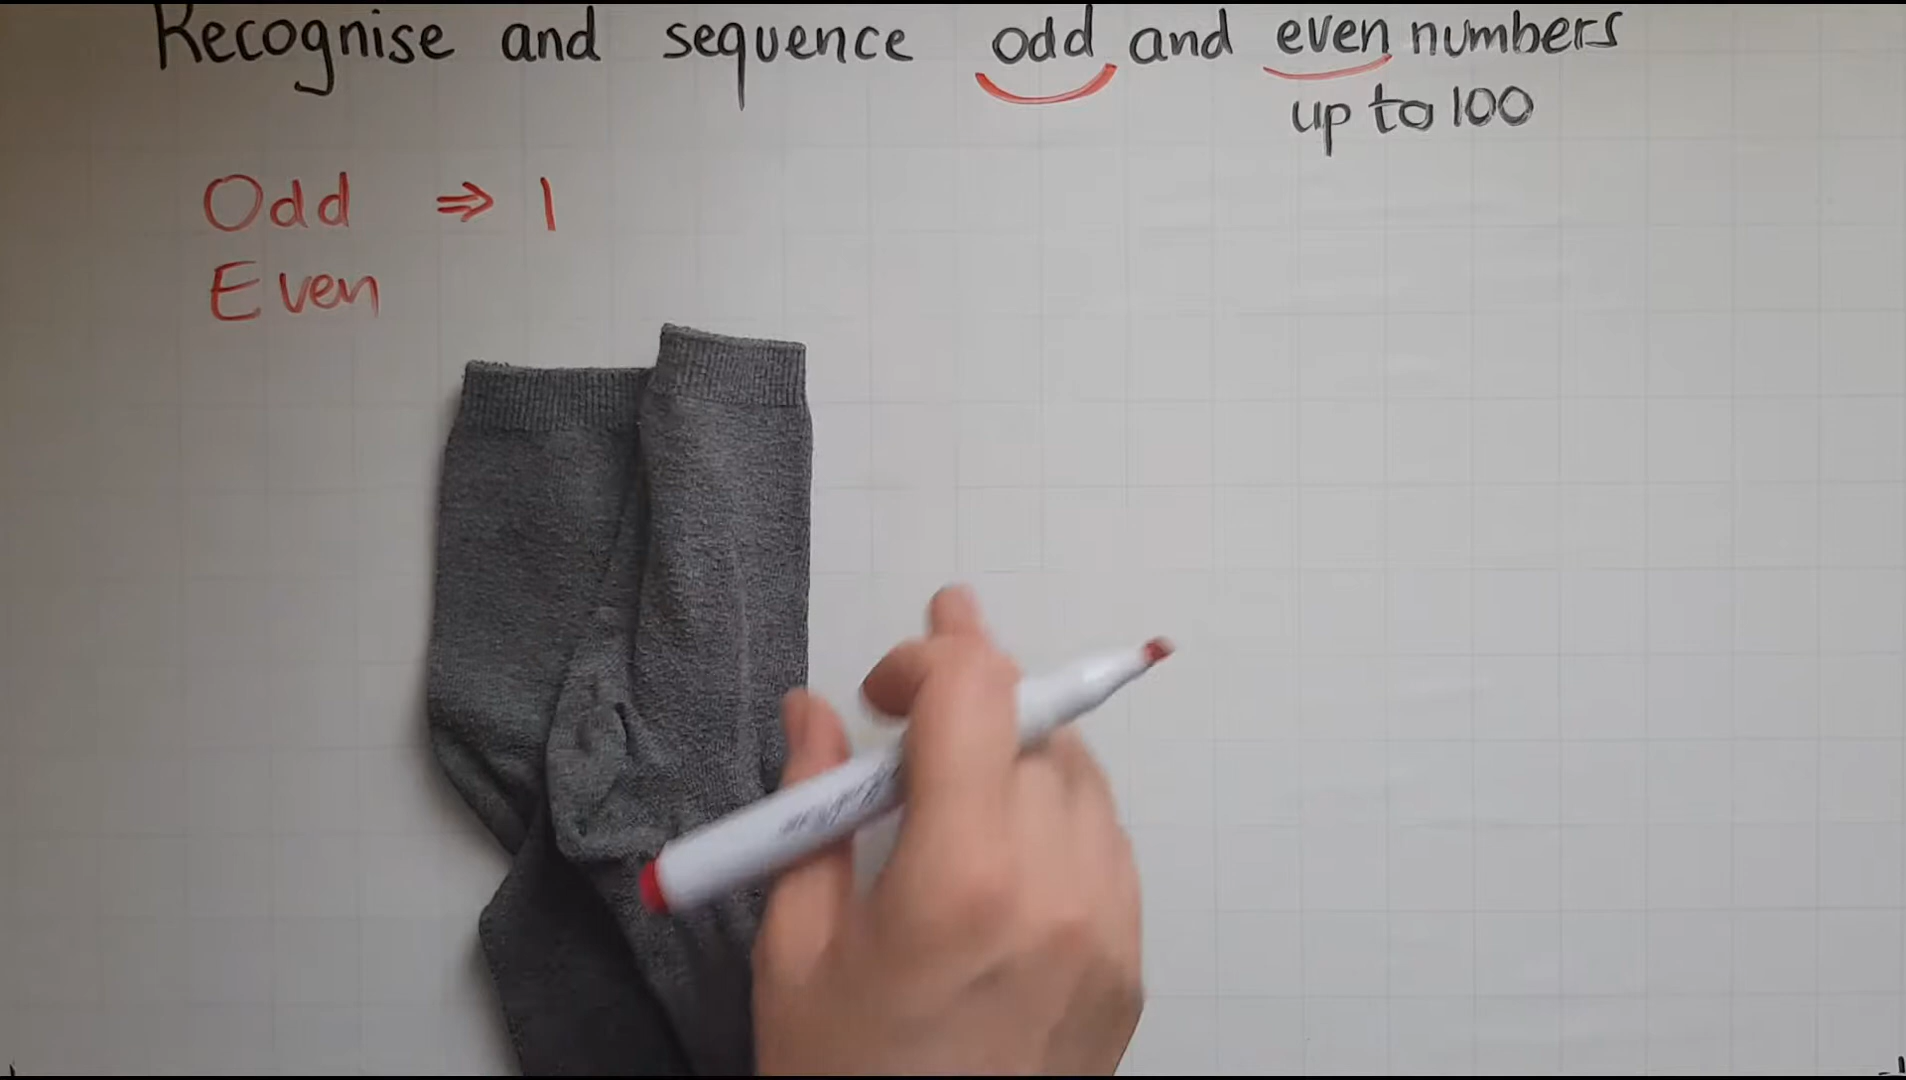 Recognise and sequence odd and even numbers
up to 100
Odd ⇒ 1
Even